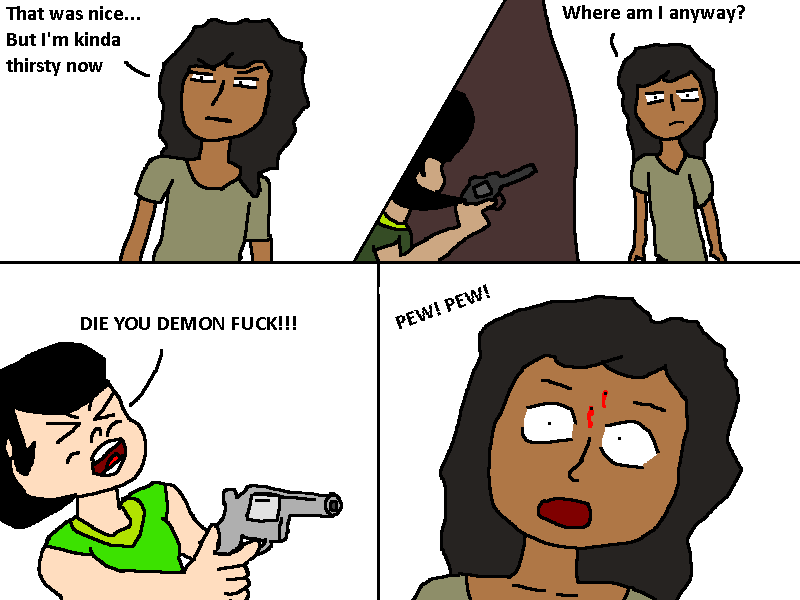 That was nice...
But I'm kinda
thirsty now
Where am I anyway?
DIE YOU DEMON FUCK!!!
PEW! PEW!